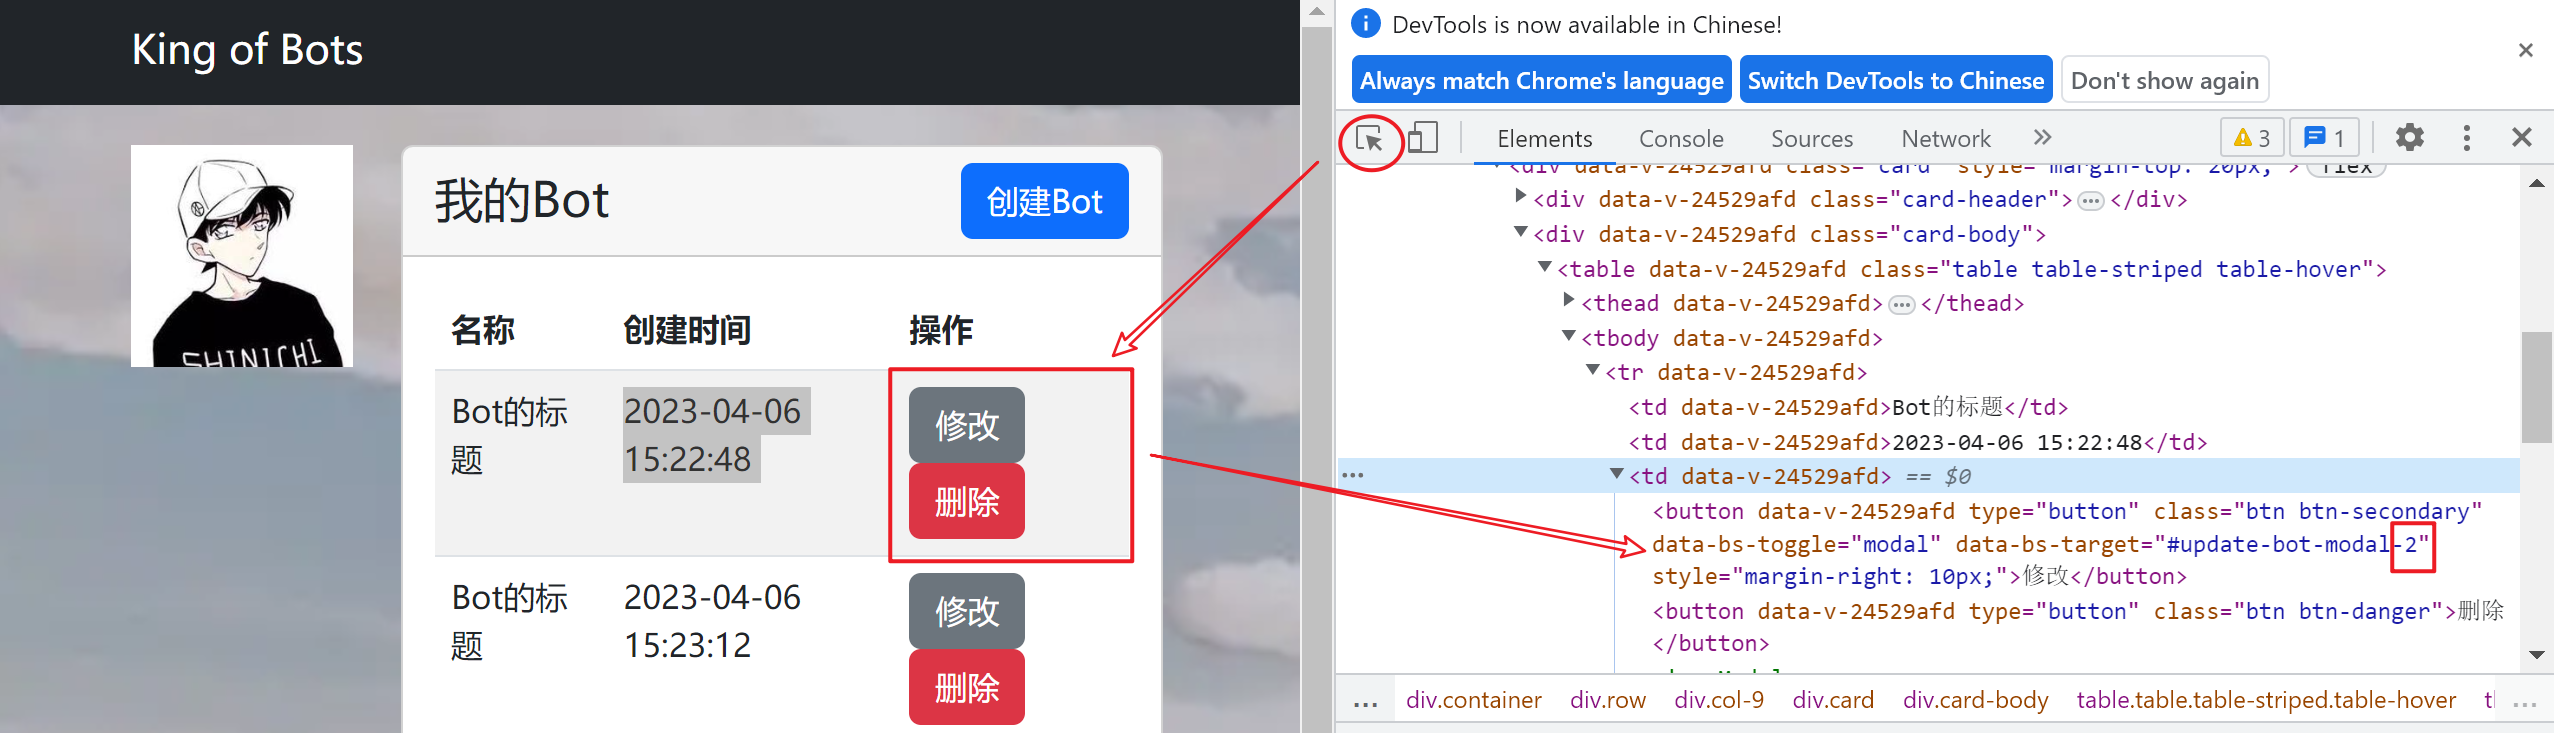 King of Bots
SHINICHI
我的Bot
创建Bot
名称 创建时间 操作
Bot的标
题
2023-04-06
15:22:48
修改
删除
Bot的标
题
2023-04-06
15:23:12
修改
删除
DevTools is now available in Chinese!
Always match Chrome's language Switch DevTools to Chinese Don't show again
Elements Console Sources Network 3 1
<div data-v-24529afd class="card" style="margin-top: 20px;"> flex
<div data-v-24529afd class="card-header">…</div>
<div data-v-24529afd class="card-body">
<table data-v-24529afd class="table table-striped table-hover">
<thead data-v-24529afd>…</thead>
<tbody data-v-24529afd>
<tr data-v-24529afd>
<td data-v-24529afd>Bot的标题</td>
<td data-v-24529afd>2023-04-06 15:22:48</td>
<td data-v-24529afd> == $0
<button data-v-24529afd type="button" class="btn btn-secondary"
data-bs-toggle="modal" data-bs-target="#update-bot-modal-2"
style="margin-right: 10px;">修改</button>
<button data-v-24529afd type="button" class="btn btn-danger">删除
</button>
... div.container div.row div.col-9 div.card div.card-body table.table.table-striped.table-hover ...